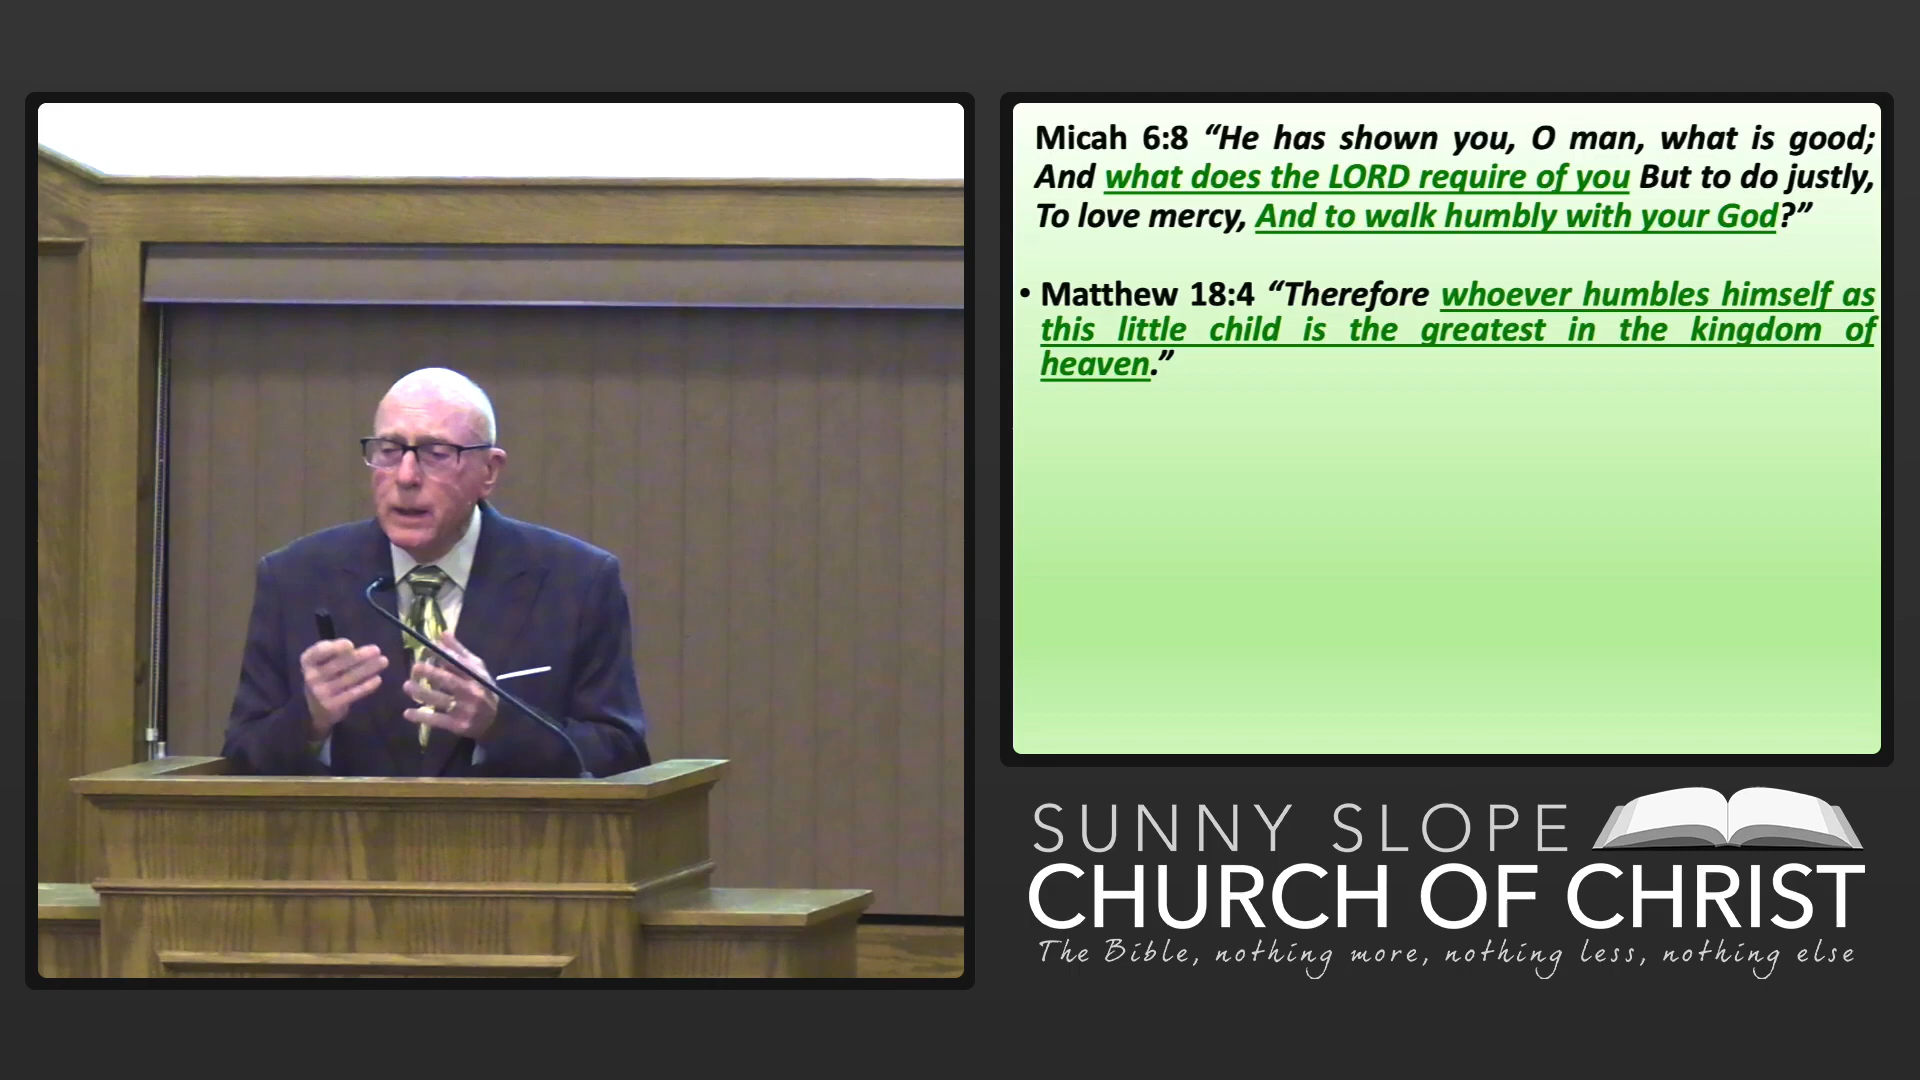 Micah 6:8 “He has shown you, O man, what is good;
And what does the LORD require of you But to do justly,
To love mercy, And to walk humbly with your God?”
• Matthew 18:4 “Therefore whoever humbles himself as
this little child is the greatest in the kingdom of
heaven.”
SUNNY SLOPE
CHURCH OF CHRIST
The Bible, nothing more, nothing less, nothing else